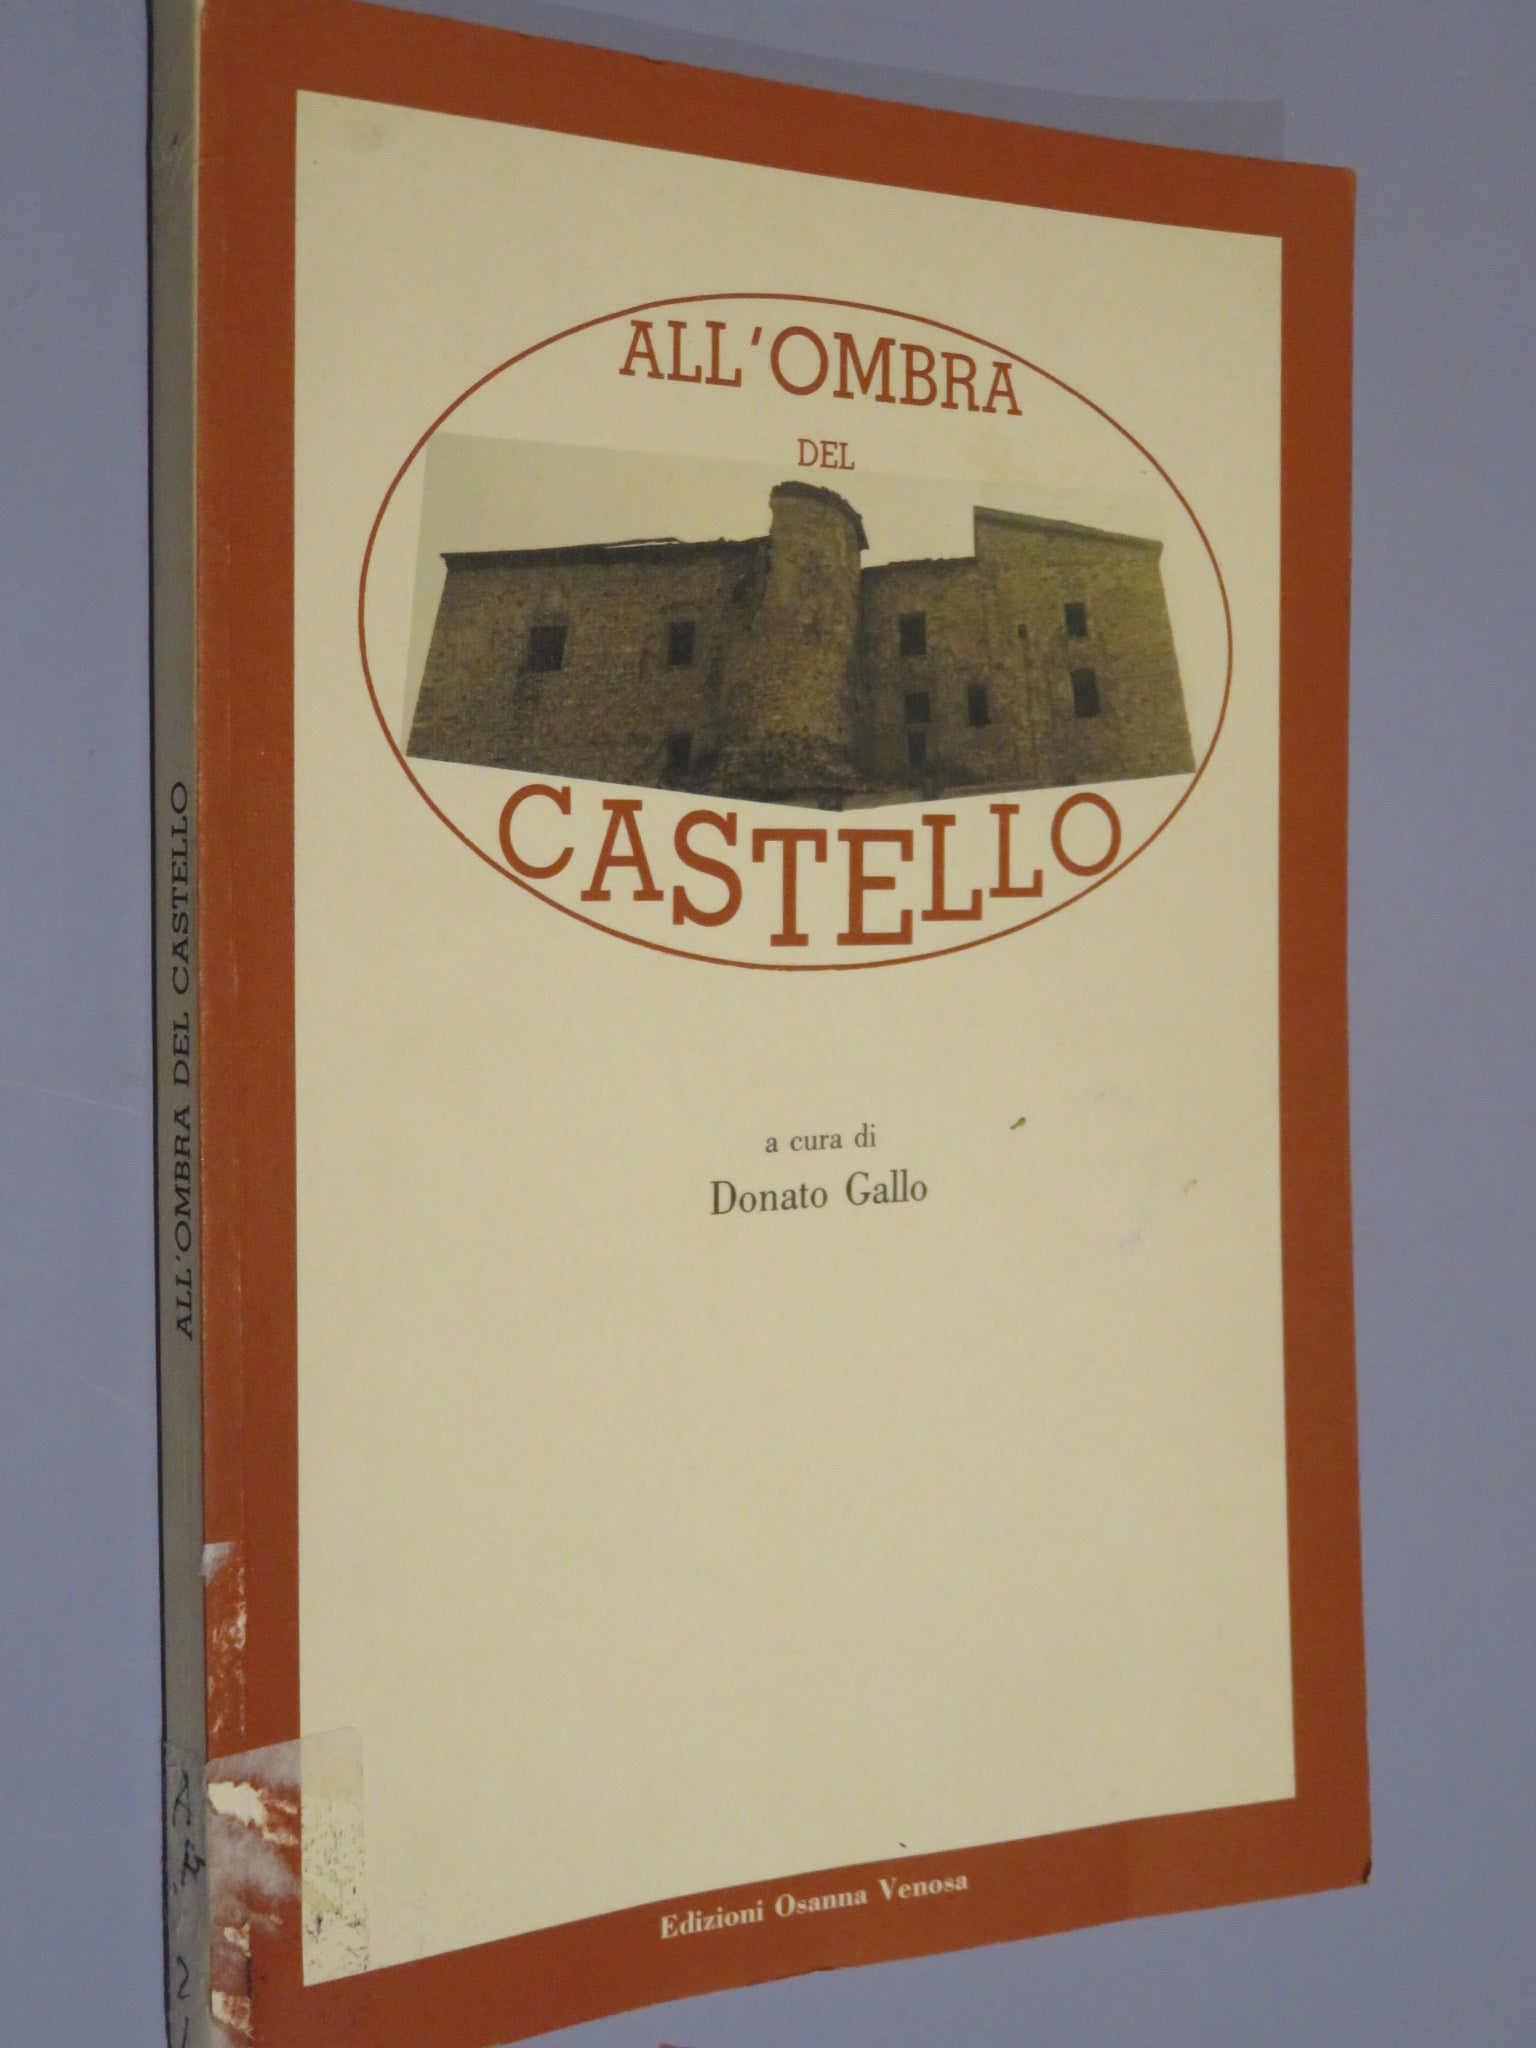 ALL'OMBRA
DEL
CASTELLO
a cura di
Donato Gallo
Edizioni Osanna Venosa
ALL'OMBRA DEL CASTELLO